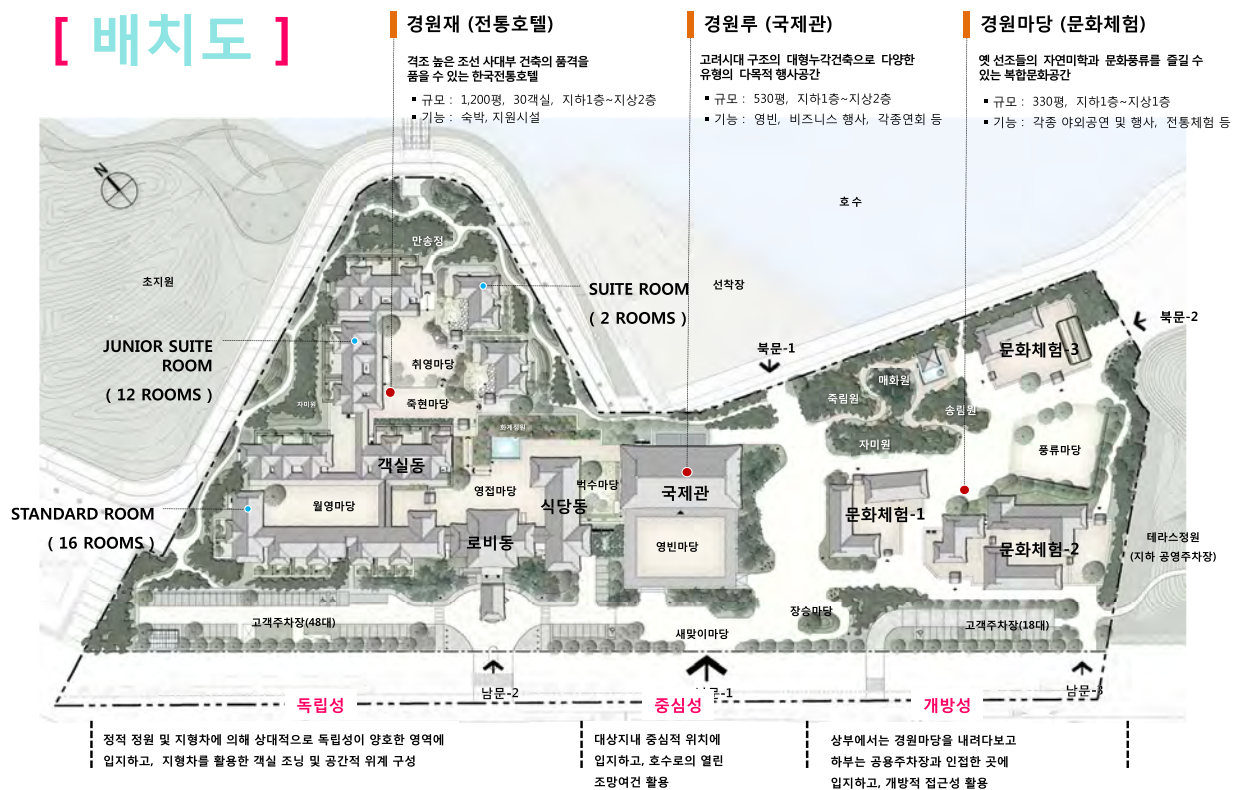 [ 배치도 ]
경원재 (전통호텔)
격조 높은 조선 사대부 건축의 품격을
품을 수 있는 한국전통호텔
▪ 규모 : 1,200평, 30객실, 지하1층~지상2층
▪ 기능 : 숙박, 지원시설
경원루 (국제관)
고려시대 구조의 대형누각건축으로 다양한
유형의 다목적 행사공간
▪ 규모 : 530평, 지하1층~지상2층
▪ 기능 : 영빈, 비즈니스 행사, 각종연회 등
경원마당 (문화체험)
옛 선조들의 자연미학과 문화풍류를 즐길 수
있는 복합문화공간
▪ 규모 : 330평, 지하1층~지상1층
▪ 기능 : 각종 야외공연 및 행사, 전통체험 등
N
호수
만송정
초지원
SUITE ROOM
( 2 ROOMS )
선착장
북문-2
JUNIOR SUITE
ROOM
( 12 ROOMS )
북문-1
문화체험-3
취영마당
매화원
죽림원
송림원
자미원
죽현마당
화계정원
자미원
풍류마당
객실동
영접마당
벽수마당
국제관
월영마당
식당동
STANDARD ROOM
( 16 ROOMS )
문화체험-1
로비동
영빈마당
문화체험-2
테라스정원
(지하 공영주차장)
장승마당
고객주차장(48대)
새맞이마당
고객주차장(18대)
남문-2
남문-1
남문-3
독립성
중심성
개방성
정적 정원 및 지형차에 의해 상대적으로 독립성이 양호한 영역에
입지하고, 지형차를 활용한 객실 조닝 및 공간적 위계 구성
대상지내 중심적 위치에
입지하고, 호수로의 열린
조망여건 활용
상부에서는 경원마당을 내려다보고
하부는 공용주차장과 인접한 곳에
입지하고, 개방적 접근성 활용